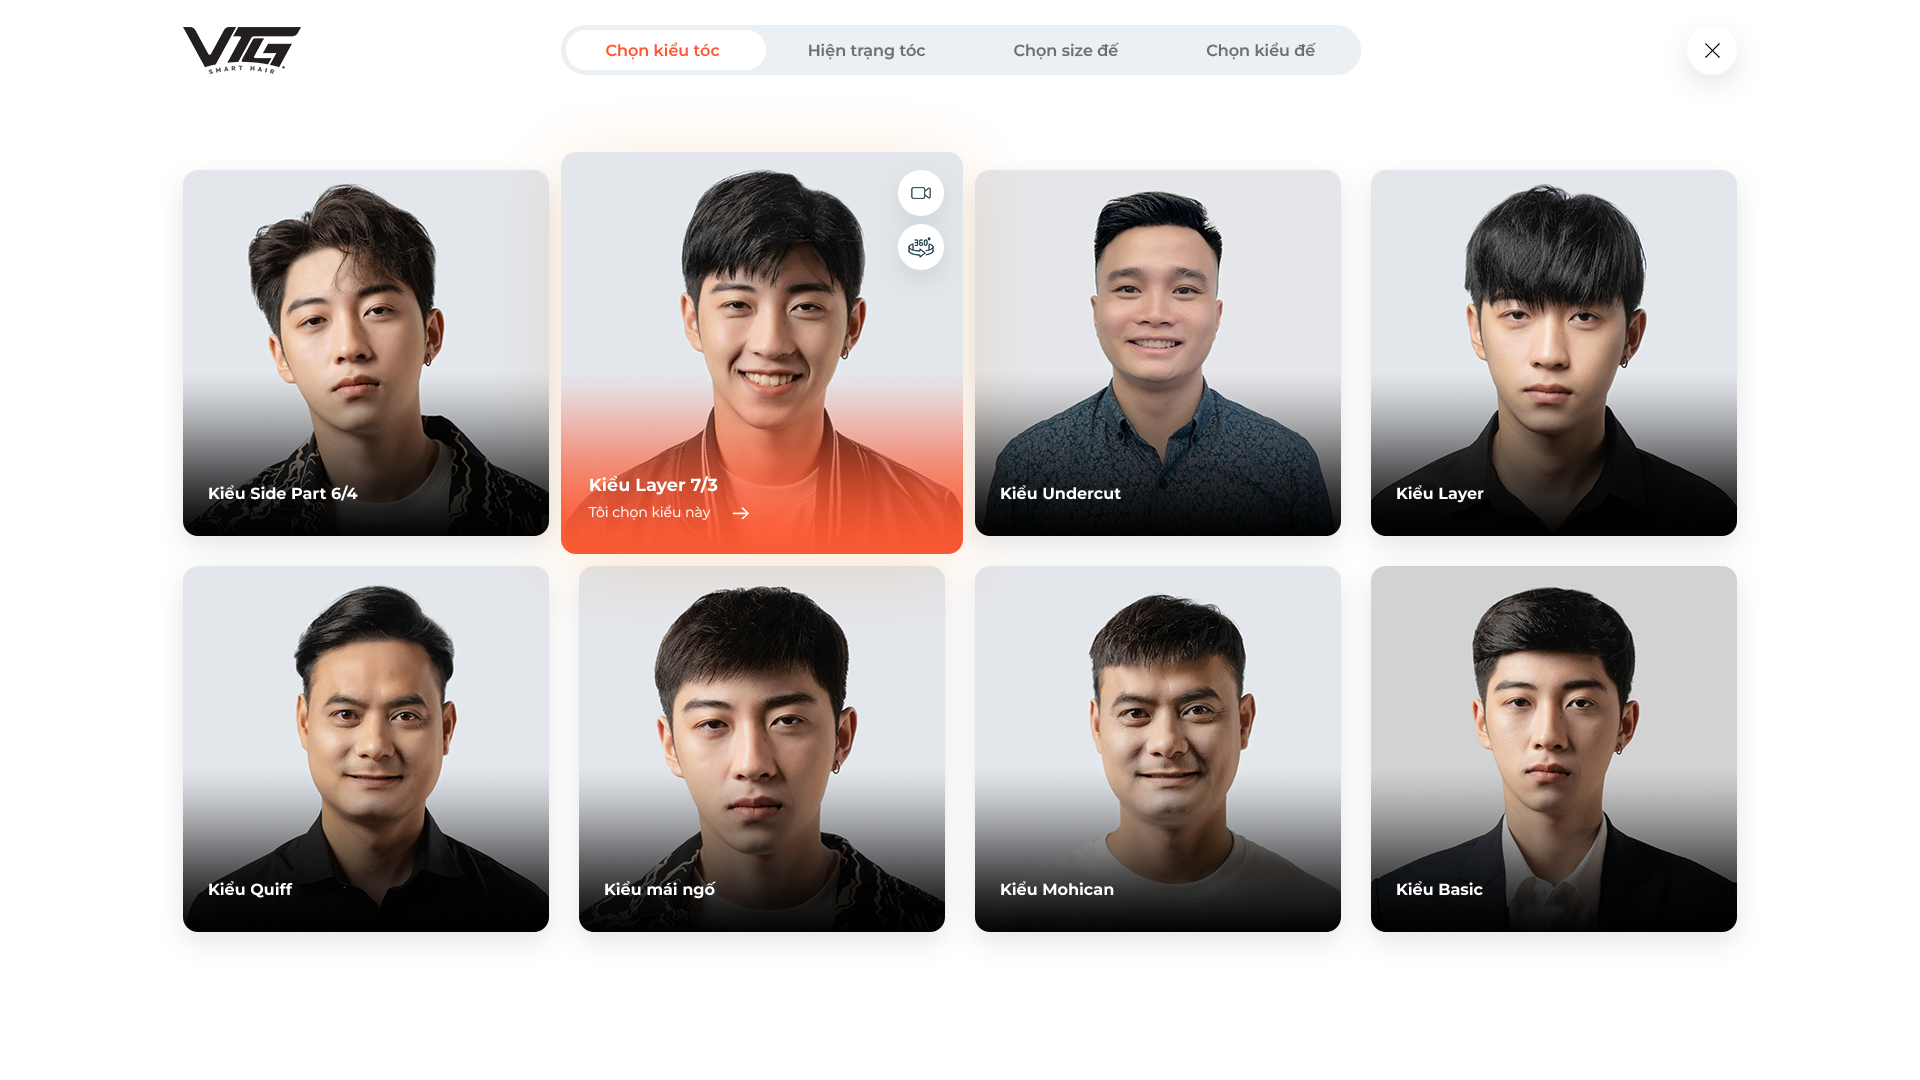 VTG
SMART HAIR
Chọn kiểu tóc
Hiện trạng tóc
Chọn size đế
Chọn kiểu đế
360°
Kiểu Side Part 6/4
Kiểu Layer 7/3
Tôi chọn kiểu này
Kiểu Undercut
Kiểu Layer
Kiểu Quiff
Kiểu mái ngố
Kiểu Mohican
Kiểu Basic